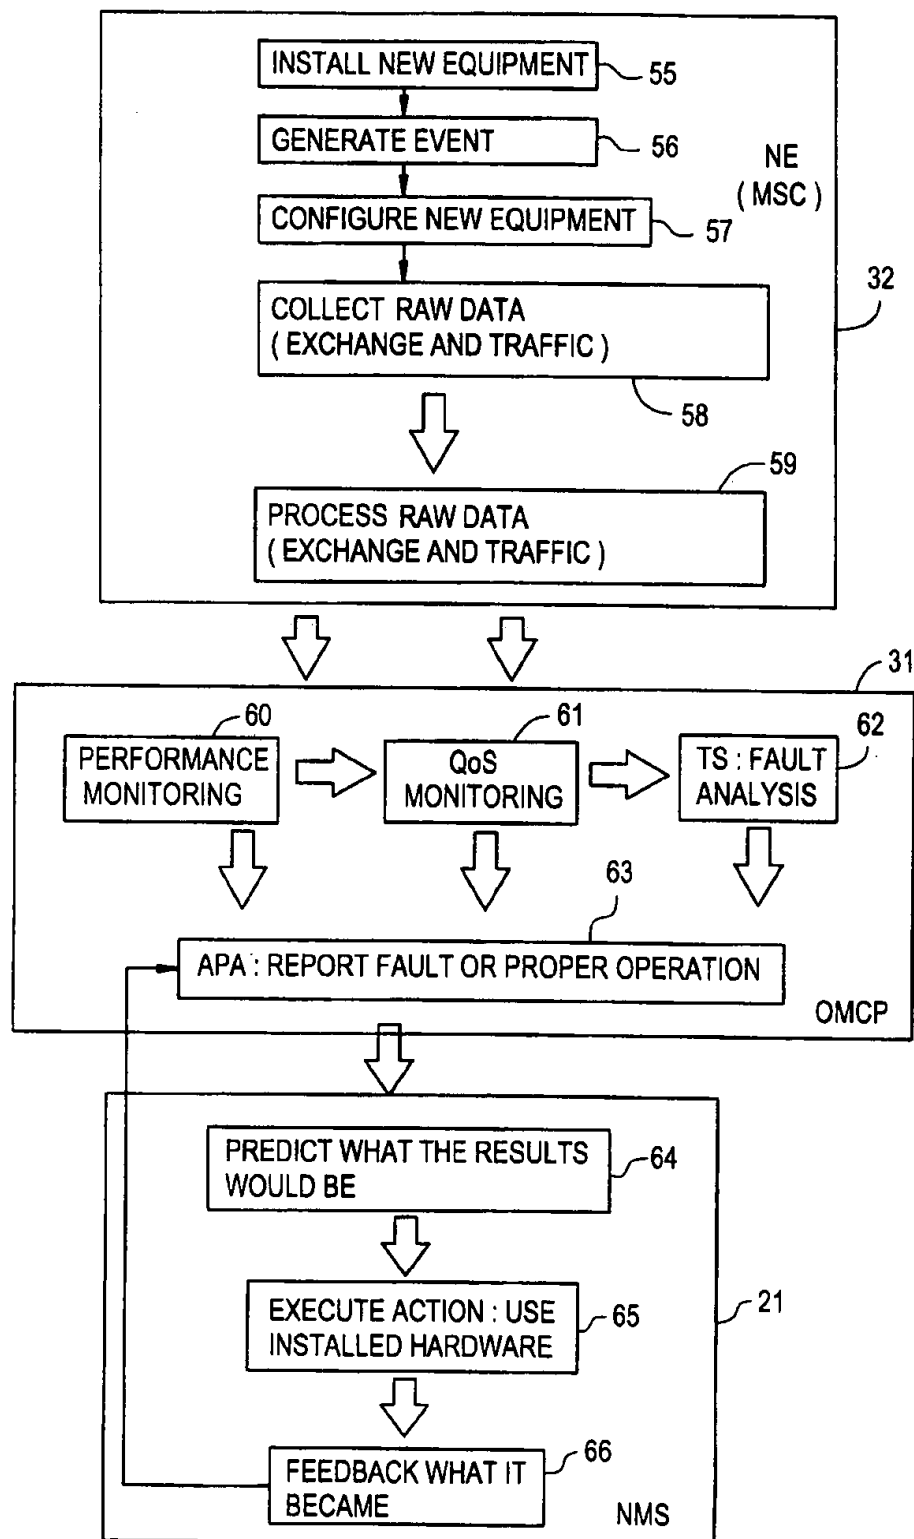 INSTALL NEW EQUIPMENT
55
GENERATE EVENT
56
NE
( MSC )
CONFIGURE NEW EQUIPMENT
57
COLLECT RAW DATA
( EXCHANGE AND TRAFFIC )
32
58
59
PROCESS RAW DATA
( EXCHANGE AND TRAFFIC )
31
60
PERFORMANCE
MONITORING
61
QoS
MONITORING
62
TS : FAULT
ANALYSIS
63
APA : REPORT FAULT OR PROPER OPERATION
OMCP
PREDICT WHAT THE RESULTS
WOULD BE
64
EXECUTE ACTION : USE
INSTALLED HARDWARE
65
21
FEEDBACK WHAT IT
BECAME
66
NMS